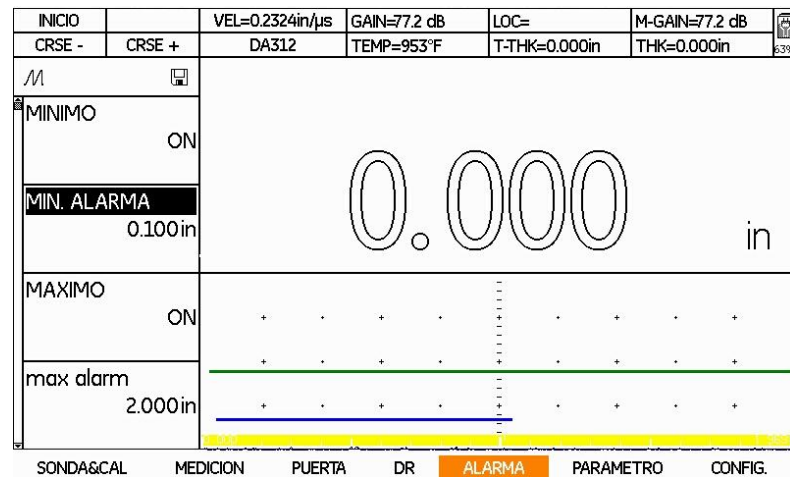 INICIO VEL=0.2324in/µs GAIN=77.2 dB LOC= M-GAIN=77.2 dB
CRSE - CRSE + DA312 TEMP=953°F T-THK=0.000in THK=0.000in 63%
MINIMO
ON
MIN. ALARMA
0.100in
0.000 in
MAXIMO
ON
max alarm
2.000in
SONDA&CAL MEDICION PUERTA DR ALARMA PARAMETRO CONFIG.